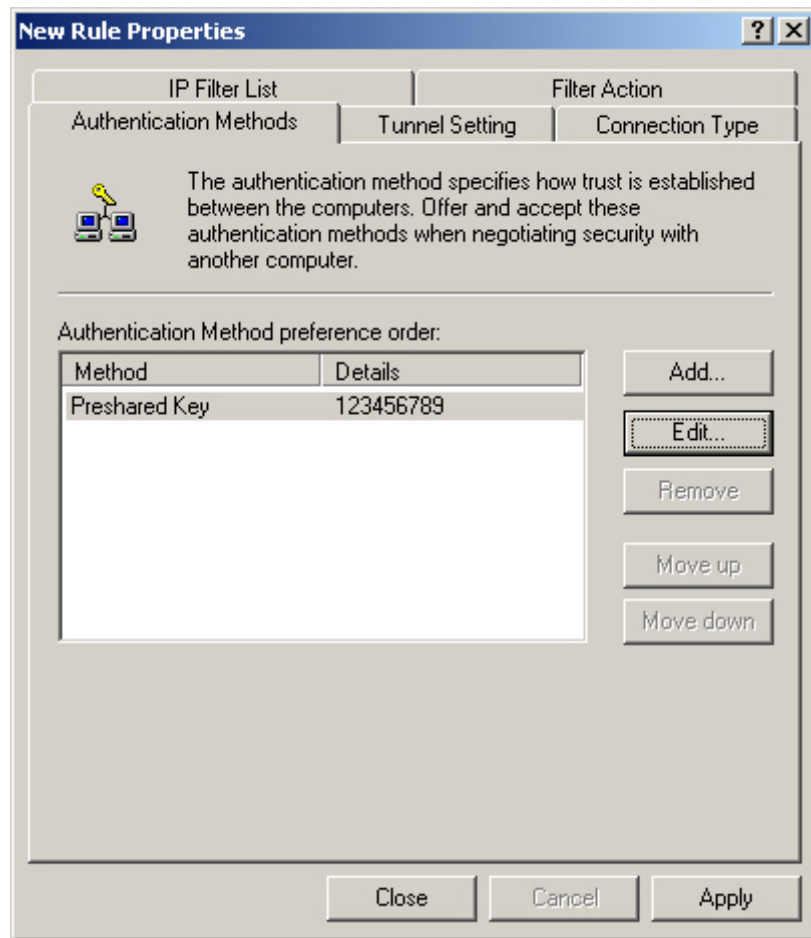 New Rule Properties
IP Filter List
Filter Action
Authentication Methods
Tunnel Setting
Connection Type
The authentication method specifies how trust is established
between the computers. Offer and accept these
authentication methods when negotiating security with
another computer.
Authentication Method preference order:
Method Details
Preshared Key 123456789
Add...
Edit...
Remove
Move up
Move down
Close
Cancel
Apply